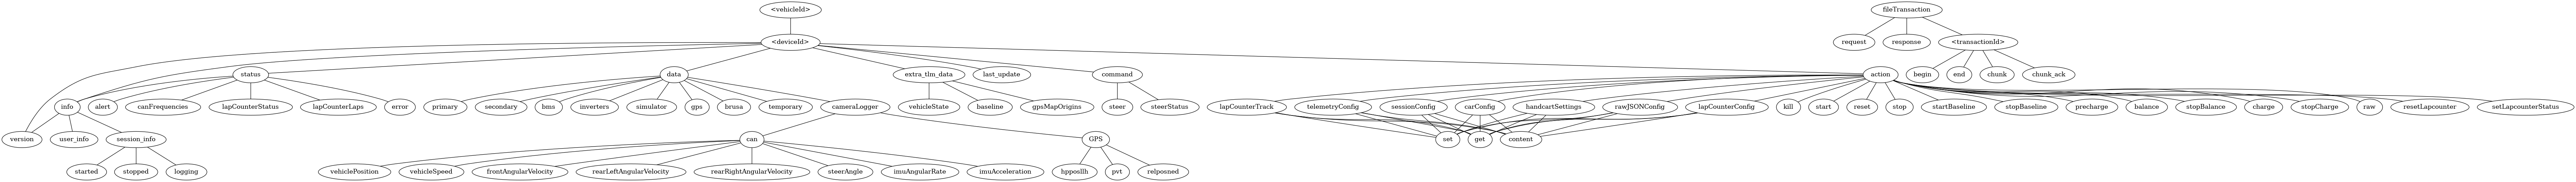 <vehicleId> fileTransaction
<deviceId> request response <transactionId>
status data extra_tlm_data last_update command action begin end chunk chunk_ack
info alert canFrequencies lapCounterStatus lapCounterLaps error primary secondary bms inverters simulator gps brusa temporary cameraLogger vehicleState baseline gpsMapOrigins steer steerStatus lapCounterTrack telemetryConfig sessionConfig carConfig handcartSettings rawJSONConfig lapCounterConfig kill start reset stop startBaseline stopBaseline precharge balance stopBalance charge stopCharge raw resetLapcounter setLapcounterStatus
version user_info session_info can GPS set get content
started stopped logging vehiclePosition vehicleSpeed frontAngularVelocity rearLeftAngularVelocity rearRightAngularVelocity steerAngle imuAngularRate imuAcceleration hpposllh pvt relposned